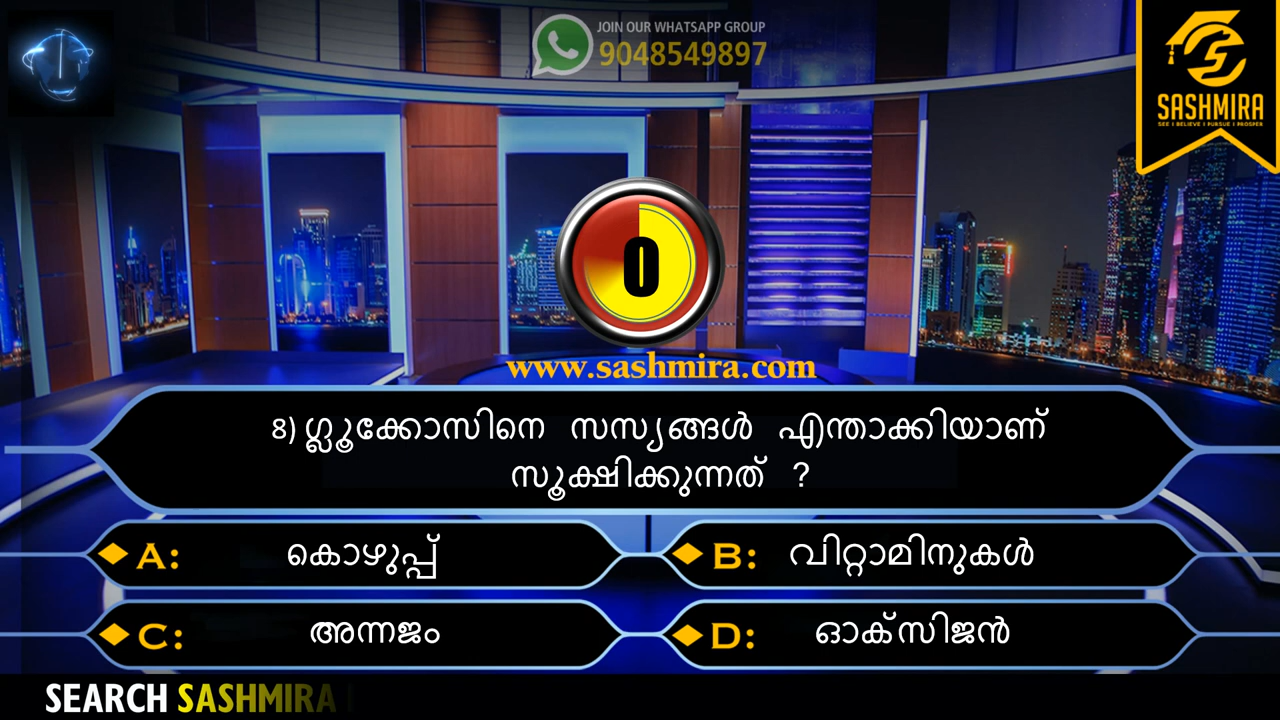 JOIN OUR WHATSAPP GROUP
9048549897
SASHMIRA
SEE I BELIEVE I PURSUE I PROSPER
0
www.sashmira.com
8) ഗ്ലൂക്കോസിനെ സസ്യങ്ങൾ എന്താക്കിയാണ്
സൂക്ഷിക്കുന്നത് ?
A: കൊഴുപ്പ്
B: വിറ്റാമിനുകൾ
C: അന്നജം
D: ഓക്സിജൻ
SEARCH SASHMIRA